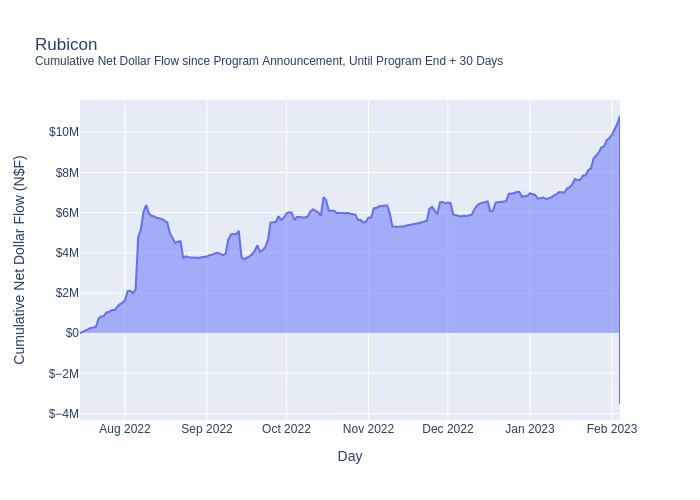 Rubicon
Cumulative Net Dollar Flow since Program Announcement, Until Program End + 30 Days
Cumulative Net Dollar Flow (N$F)
$10M
$8M
$6M
$4M
$2M
$0
$−2M
$−4M
Aug 2022 Sep 2022 Oct 2022 Nov 2022 Dec 2022 Jan 2023 Feb 2023
Day